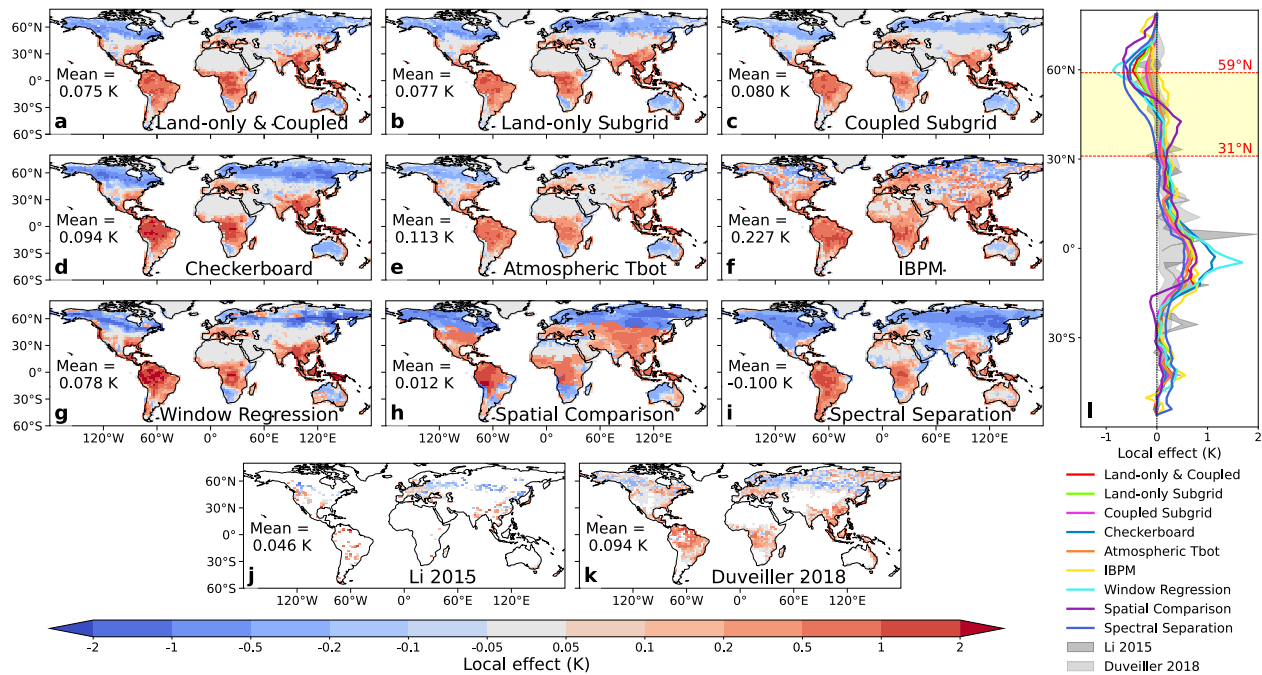 60°N
30°N
0°
30°S
60°S
Mean =
0.075 K
a
Land-only & Coupled
Mean =
0.077 K
b
Land-only Subgrid
Mean =
0.080 K
c
Coupled Subgrid
60°N
30°N
0°
30°S
60°S
Mean =
0.094 K
d
Checkerboard
Mean =
0.113 K
e
Atmospheric Tbot
Mean =
0.227 K
f
IBPM
60°N
30°N
0°
30°S
60°S
Mean =
0.078 K
g
Window Regression
Mean =
0.012 K
h
Spatial Comparison
Mean =
-0.100 K
i
Spectral Separation
120°W 60°W 0° 60°E 120°E
120°W 60°W 0° 60°E 120°E
120°W 60°W 0° 60°E 120°E
60°N
30°N
0°
30°S
60°S
Mean =
0.046 K
j
Li 2015
60°N
30°N
0°
30°S
60°S
Mean =
0.094 K
k
Duveiller 2018
120°W 60°W 0° 60°E 120°E
120°W 60°W 0° 60°E 120°E
-2 -1 -0.5 -0.2 -0.1 -0.05 0.05 0.1 0.2 0.5 1 2
Local effect (K)
60°N
30°N
0°
30°S
59°N
31°N
l
-1 0 1 2
Local effect (K)
Land-only & Coupled
Land-only Subgrid
Coupled Subgrid
Checkerboard
Atmospheric Tbot
IBPM
Window Regression
Spatial Comparison
Spectral Separation
Li 2015
Duveiller 2018